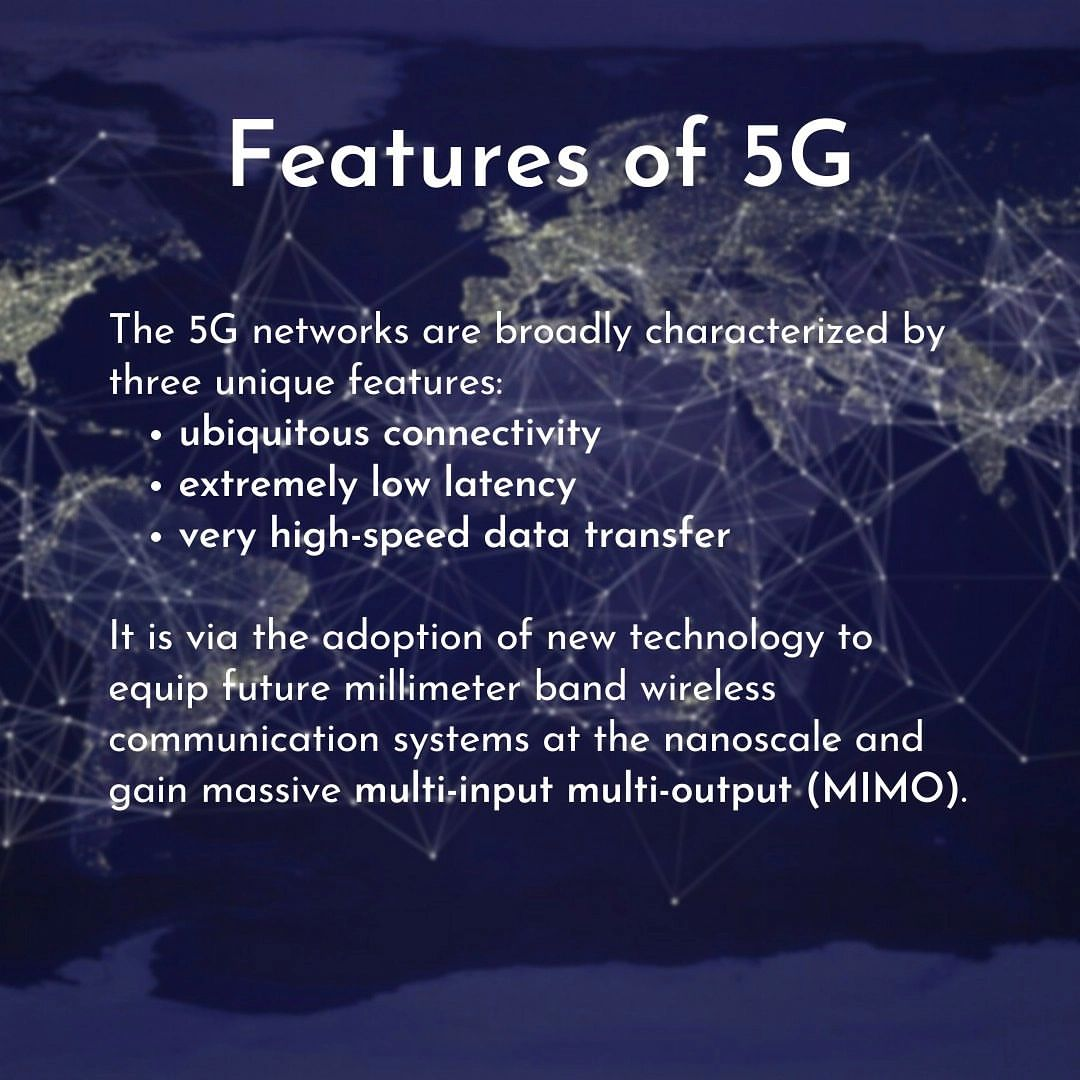 Features of 5G
The 5G networks are broadly characterized by
three unique features:
• ubiquitous connectivity
• extremely low latency
• very high-speed data transfer
It is via the adoption of new technology to
equip future millimeter band wireless
communication systems at the nanoscale and
gain massive multi-input multi-output (MIMO).